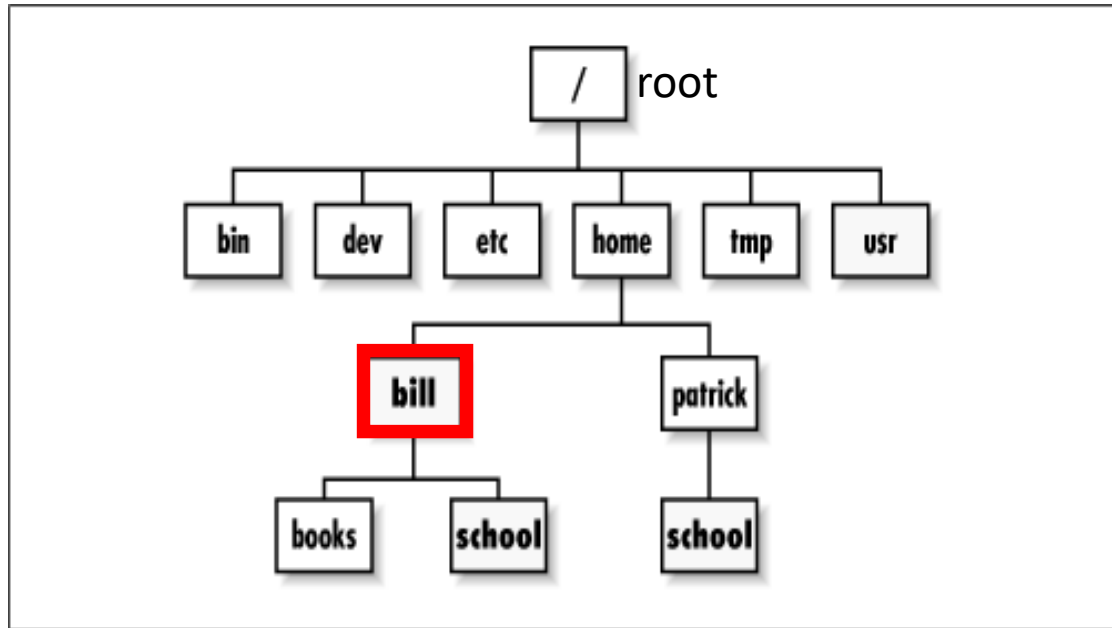 / root
bin dev etc home tmp usr
bill patrick
books school school